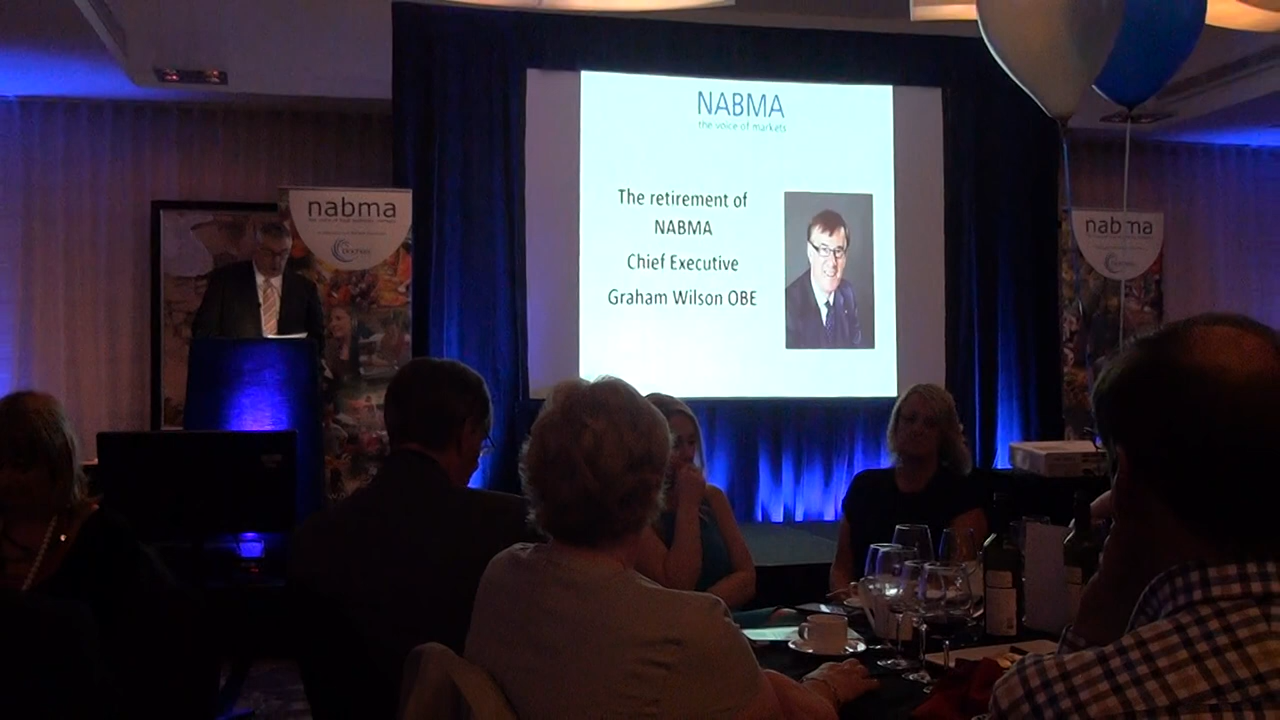 NABMA
the voice of markets
The retirement of
NABMA
Chief Executive
Graham Wilson OBE
nabma
nabma